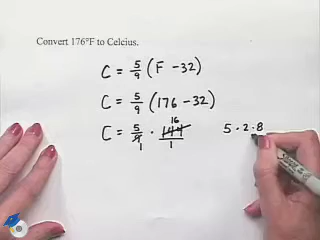 Convert 176°F to Celcius.
C = 5/9 (F - 32)
C = 5/9 (176 - 32)
C = 5/9 · 144/1 16 1
5 · 2 · 8